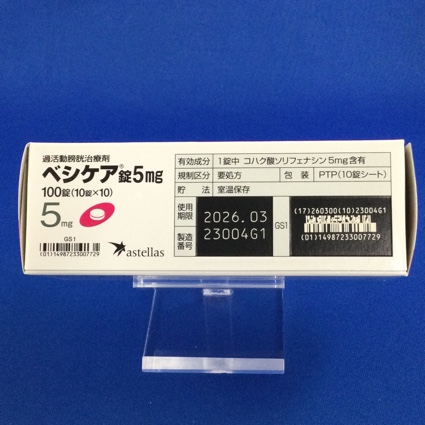 過活動膀胱治療剤
ベシケア®錠5mg
100錠(10錠×10)
5mg
GS1
(01)14987233007729
astellas
有効成分 1錠中 コハク酸ソリフェナシン5mg含有
規制区分 要処方 包装 PTP(10錠シート)
貯法 室温保存
使用期限 2026.03
製造番号 23004G1
GS1
(17)260300(10)23004G1
(01)14987233007729